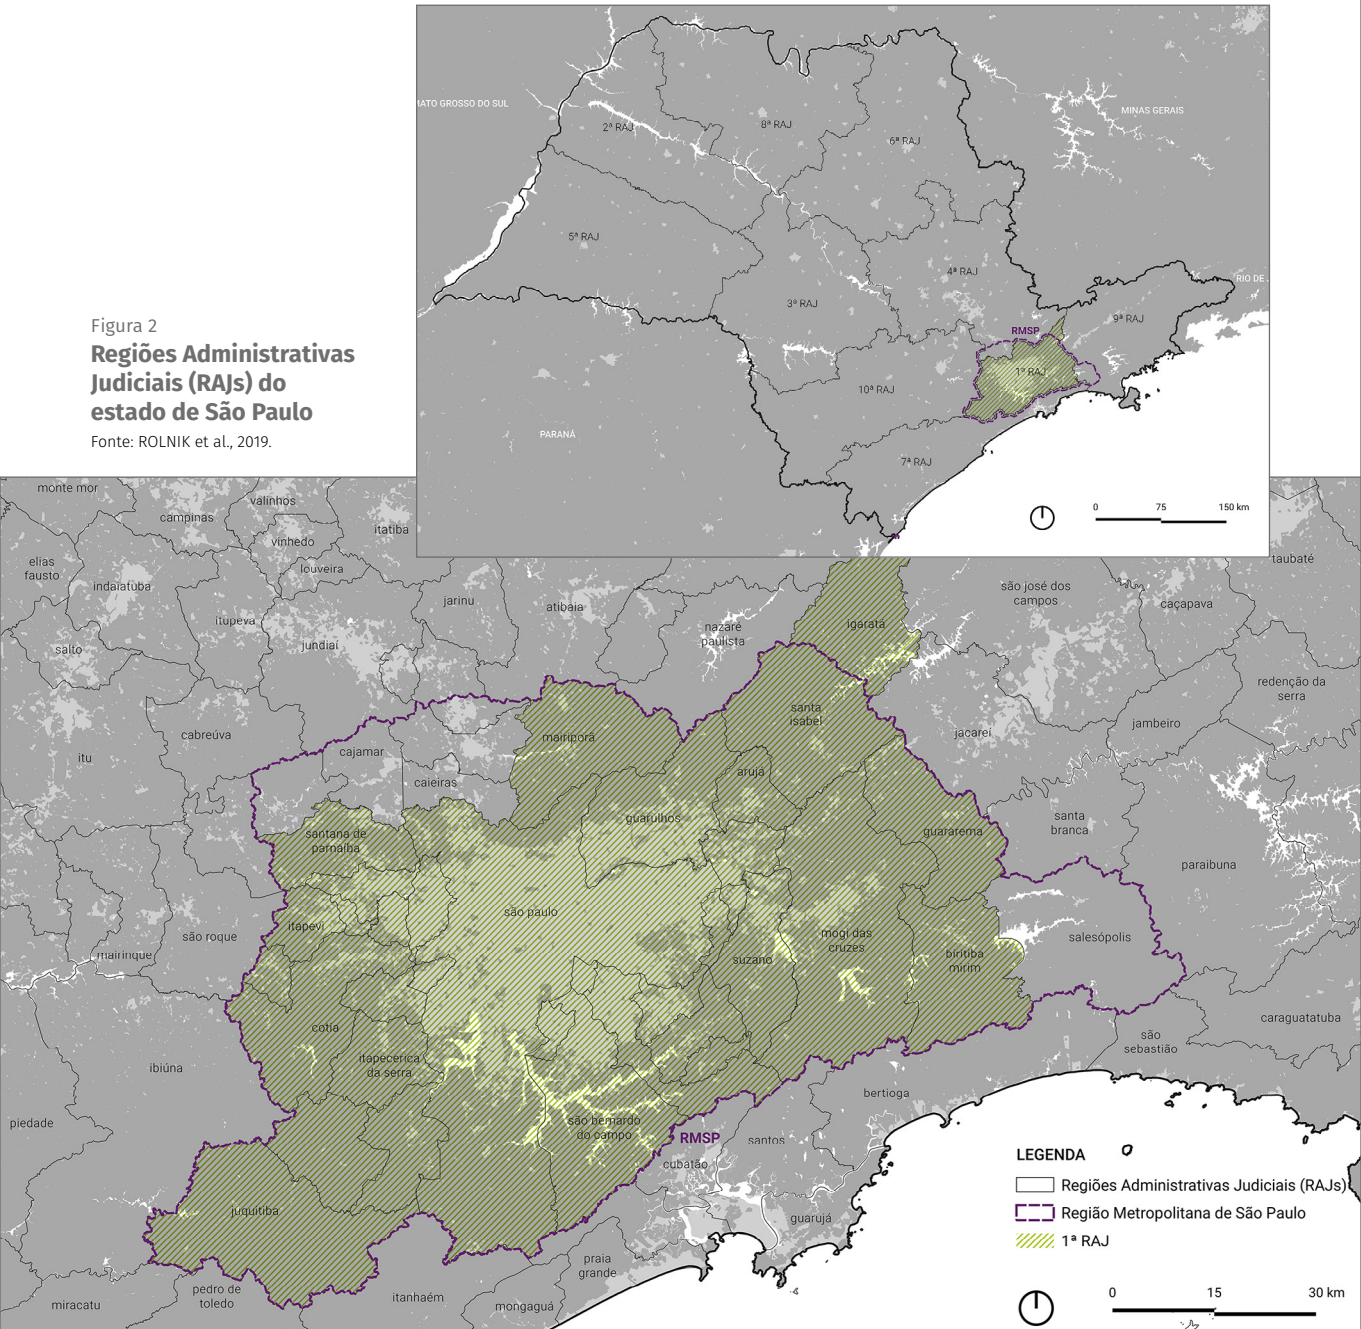 Figura 2
Regiões Administrativas
Judiciais (RAJs) do
estado de São Paulo
Fonte: ROLNIK et al., 2019.
MATO GROSSO DO SUL
MINAS GERAIS
2ª RAJ
8ª RAJ
6ª RAJ
5ª RAJ
4ª RAJ
3ª RAJ
RIO DE
9ª RAJ
RMSP
1ª RAJ
10ª RAJ
PARANÁ
7ª RAJ
0 75 150 km
monte mor
campinas
valinhos
itatiba
vinhedo
elias
fausto
louveira
indaiatuba
jarinu
atibaia
itupeva
jundiaí
salto
nazaré
paulista
igaratá
são josé dos
campos
caçapava
taubaté
redenção da
serra
santa
isabel
jambeiro
jacareí
cabreúva
itu
cajamar
mairiporã
caieiras
arujá
guarulhos
santana de
parnaíba
guararema
santa
branca
paraibuna
são paulo
itapevi
são roque
mairinque
suzano
mogi das
cruzes
biritiba
mirim
salesópolis
cotia
itapecerica
da serra
ibiúna
caraguatatuba
são
sebastião
bertioga
piedade
são bernardo
do campo
RMSP
santos
cubatão
juquitiba
guarujá
praia
grande
pedro de
toledo
itanhaém
mongaguá
miracatu
LEGENDA
Regiões Administrativas Judiciais (RAJs)
Região Metropolitana de São Paulo
1ª RAJ
0 15 30 km